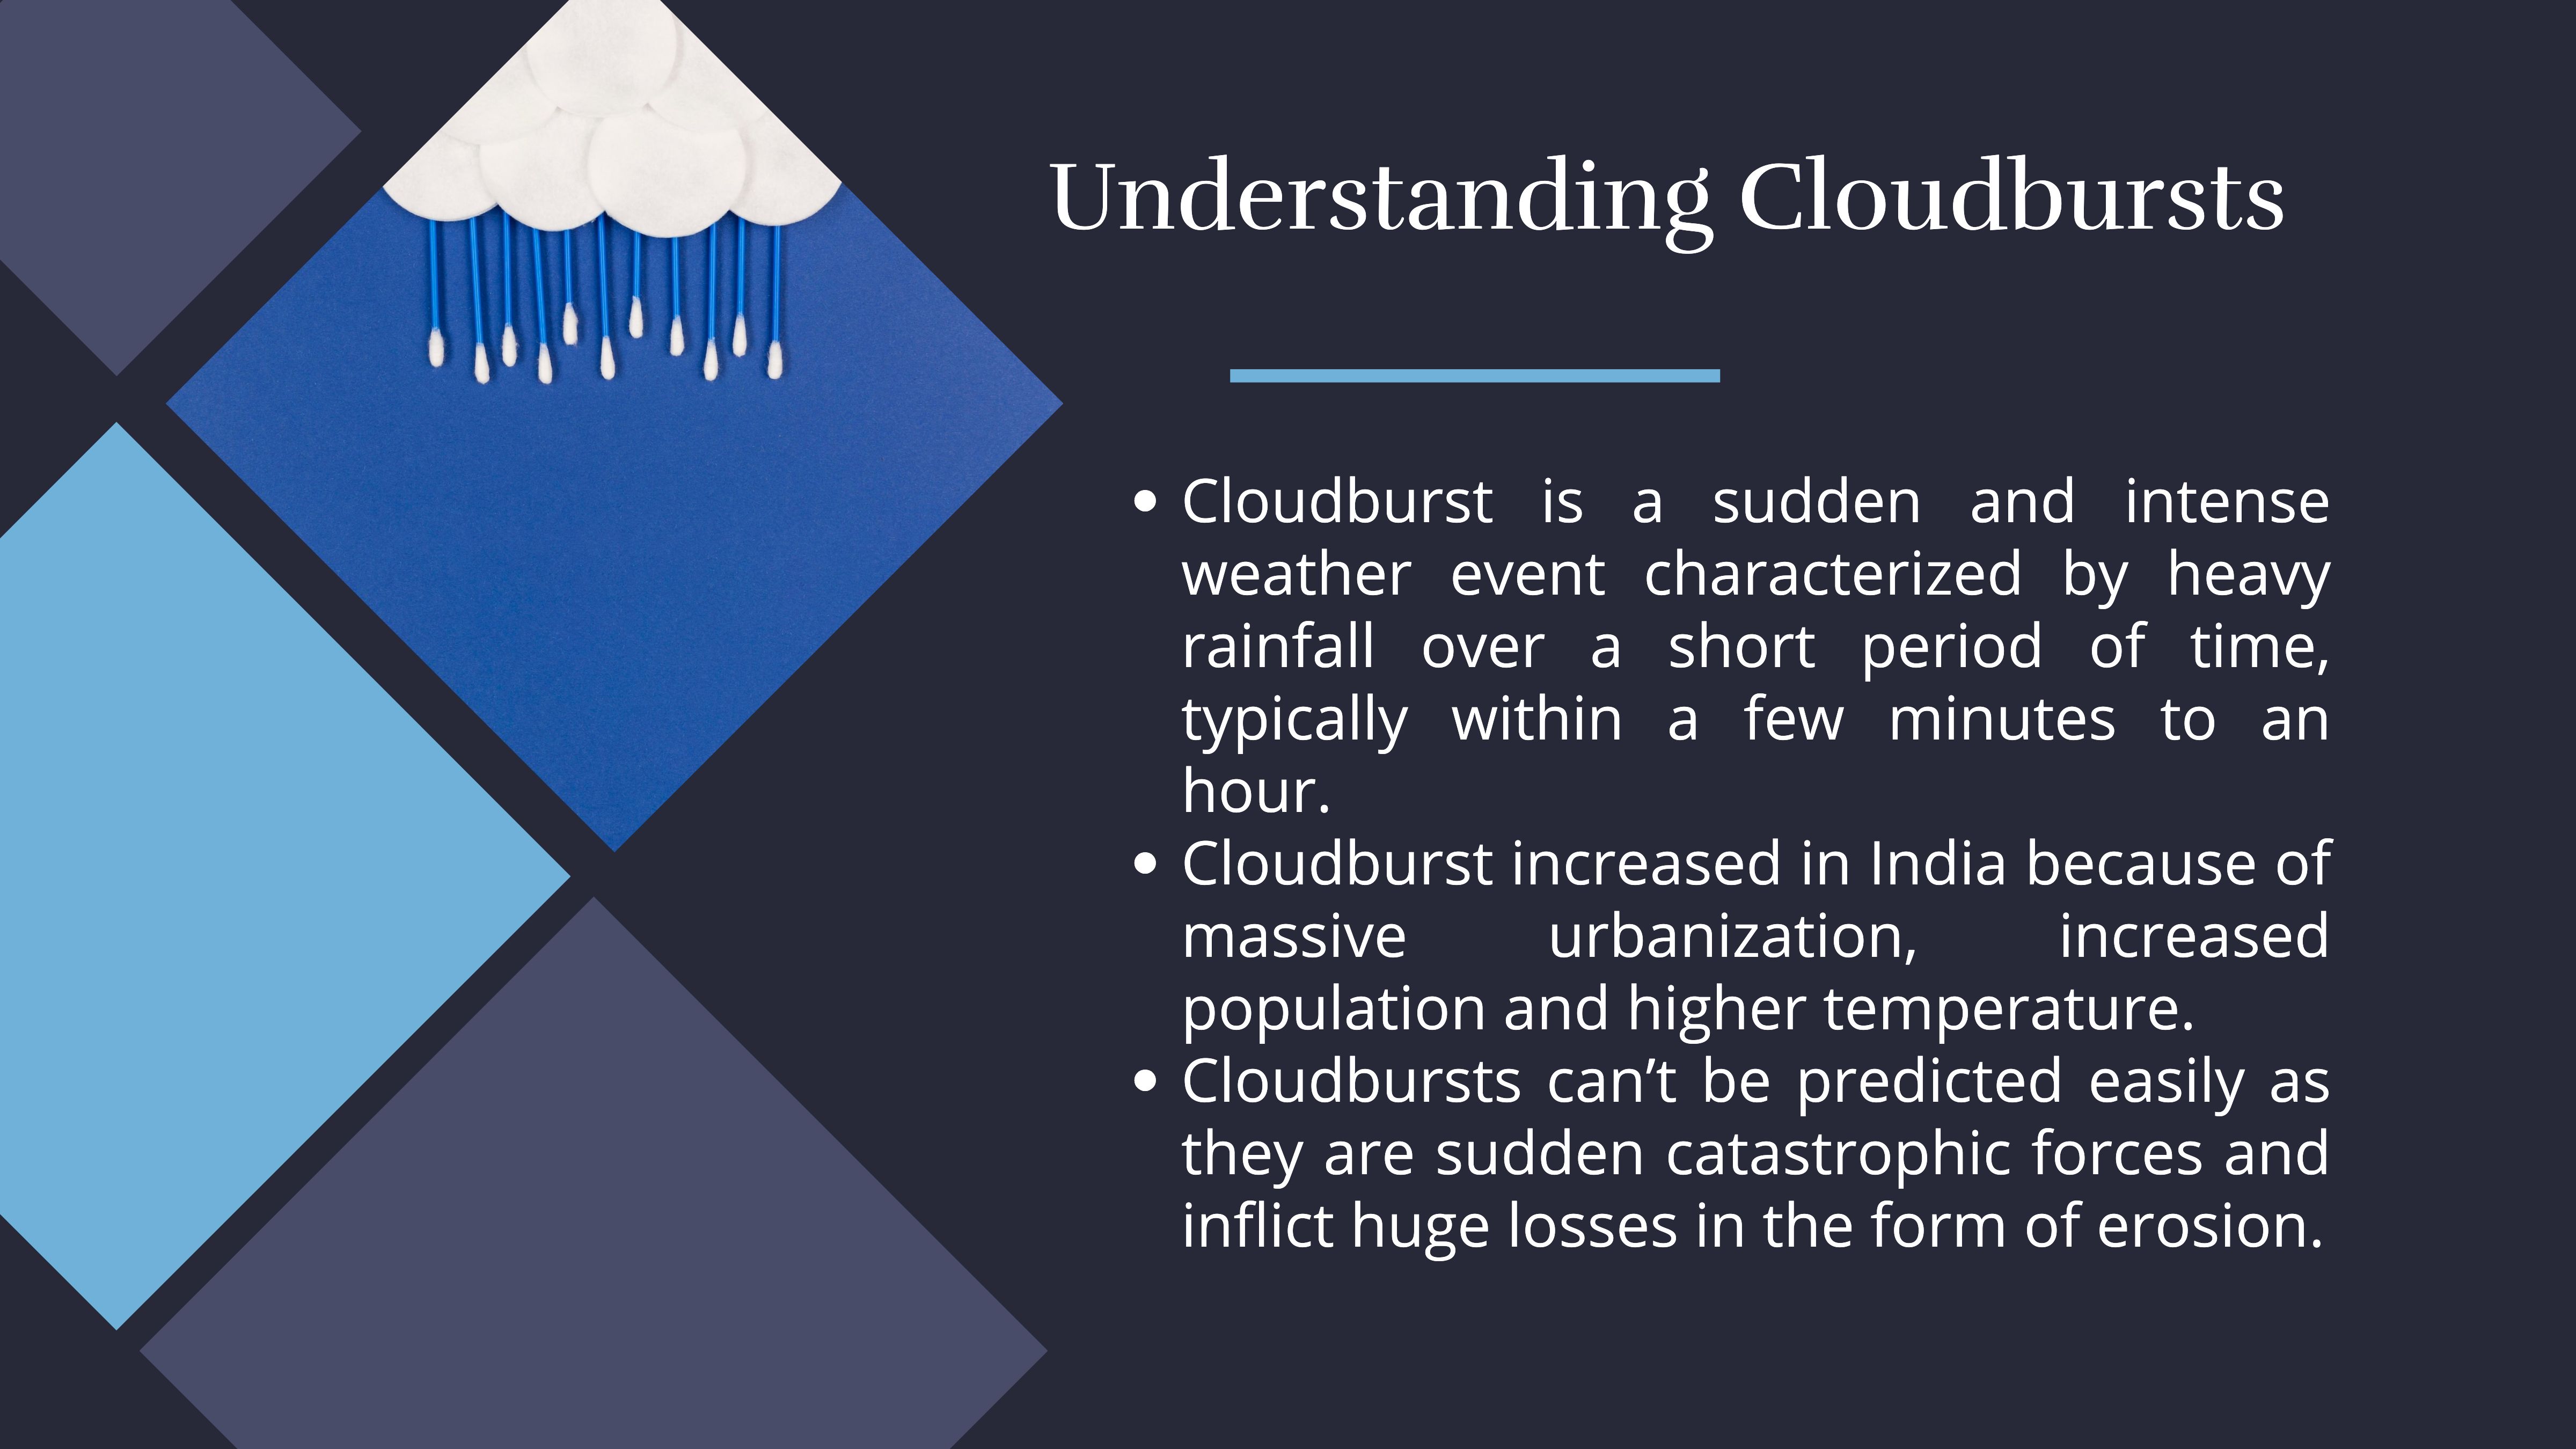 Understanding Cloudbursts
• Cloudburst is a sudden and intense
weather event characterized by heavy
rainfall over a short period of time,
typically within a few minutes to an
hour.
• Cloudburst increased in India because of
massive urbanization, increased
population and higher temperature.
• Cloudbursts can’t be predicted easily as
they are sudden catastrophic forces and
inflict huge losses in the form of erosion.